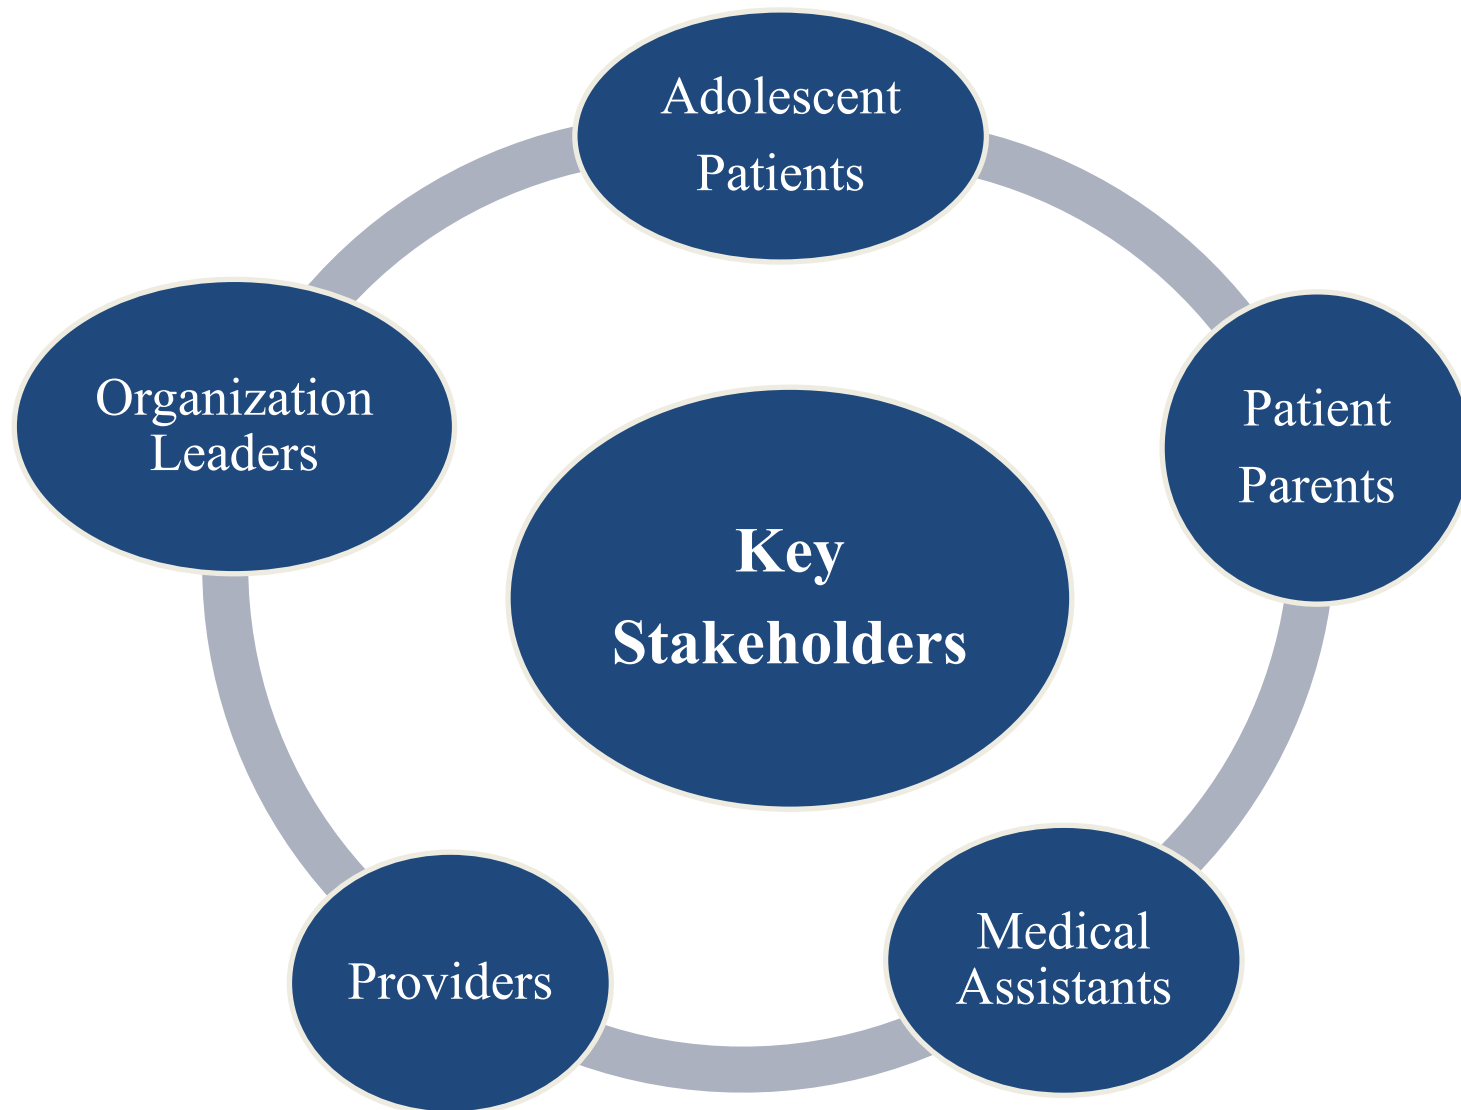 Adolescent
Patients
Organization
Leaders
Patient
Parents
Key
Stakeholders
Medical
Assistants
Providers